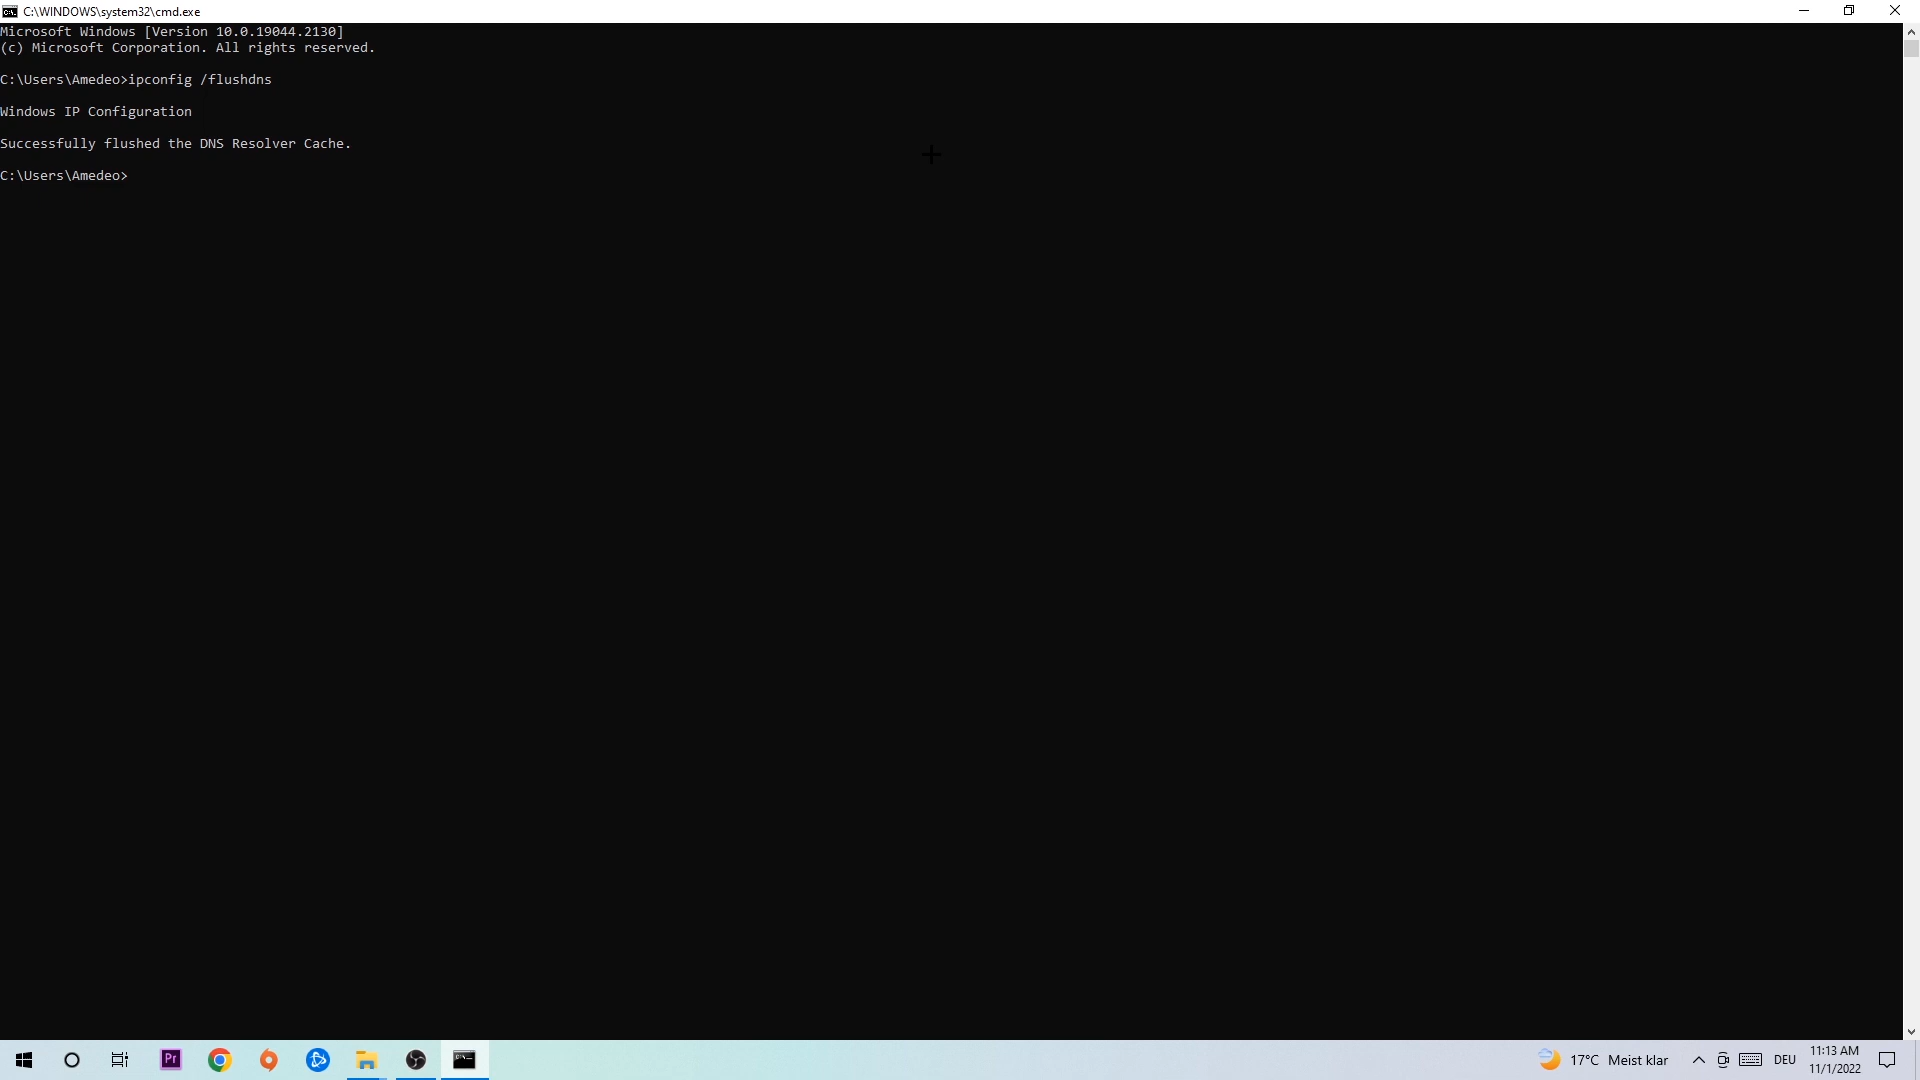 C:\WINDOWS\system32\cmd.exe
Microsoft Windows [Version 10.0.19044.2130]
(c) Microsoft Corporation. All rights reserved.
C:\Users\Amedeo>ipconfig /flushdns
Windows IP Configuration
Successfully flushed the DNS Resolver Cache.
C:\Users\Amedeo>
Pr
17°C Meist klar
DEU
11:13 AM
11/1/2022